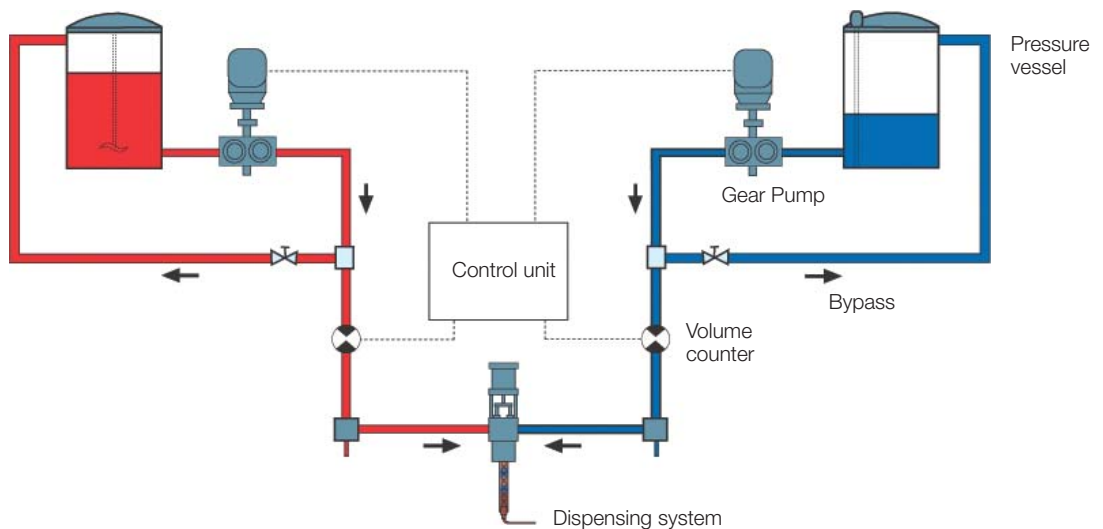 Pressure
vessel
Gear Pump
Control unit
Bypass
Volume
counter
Dispensing system